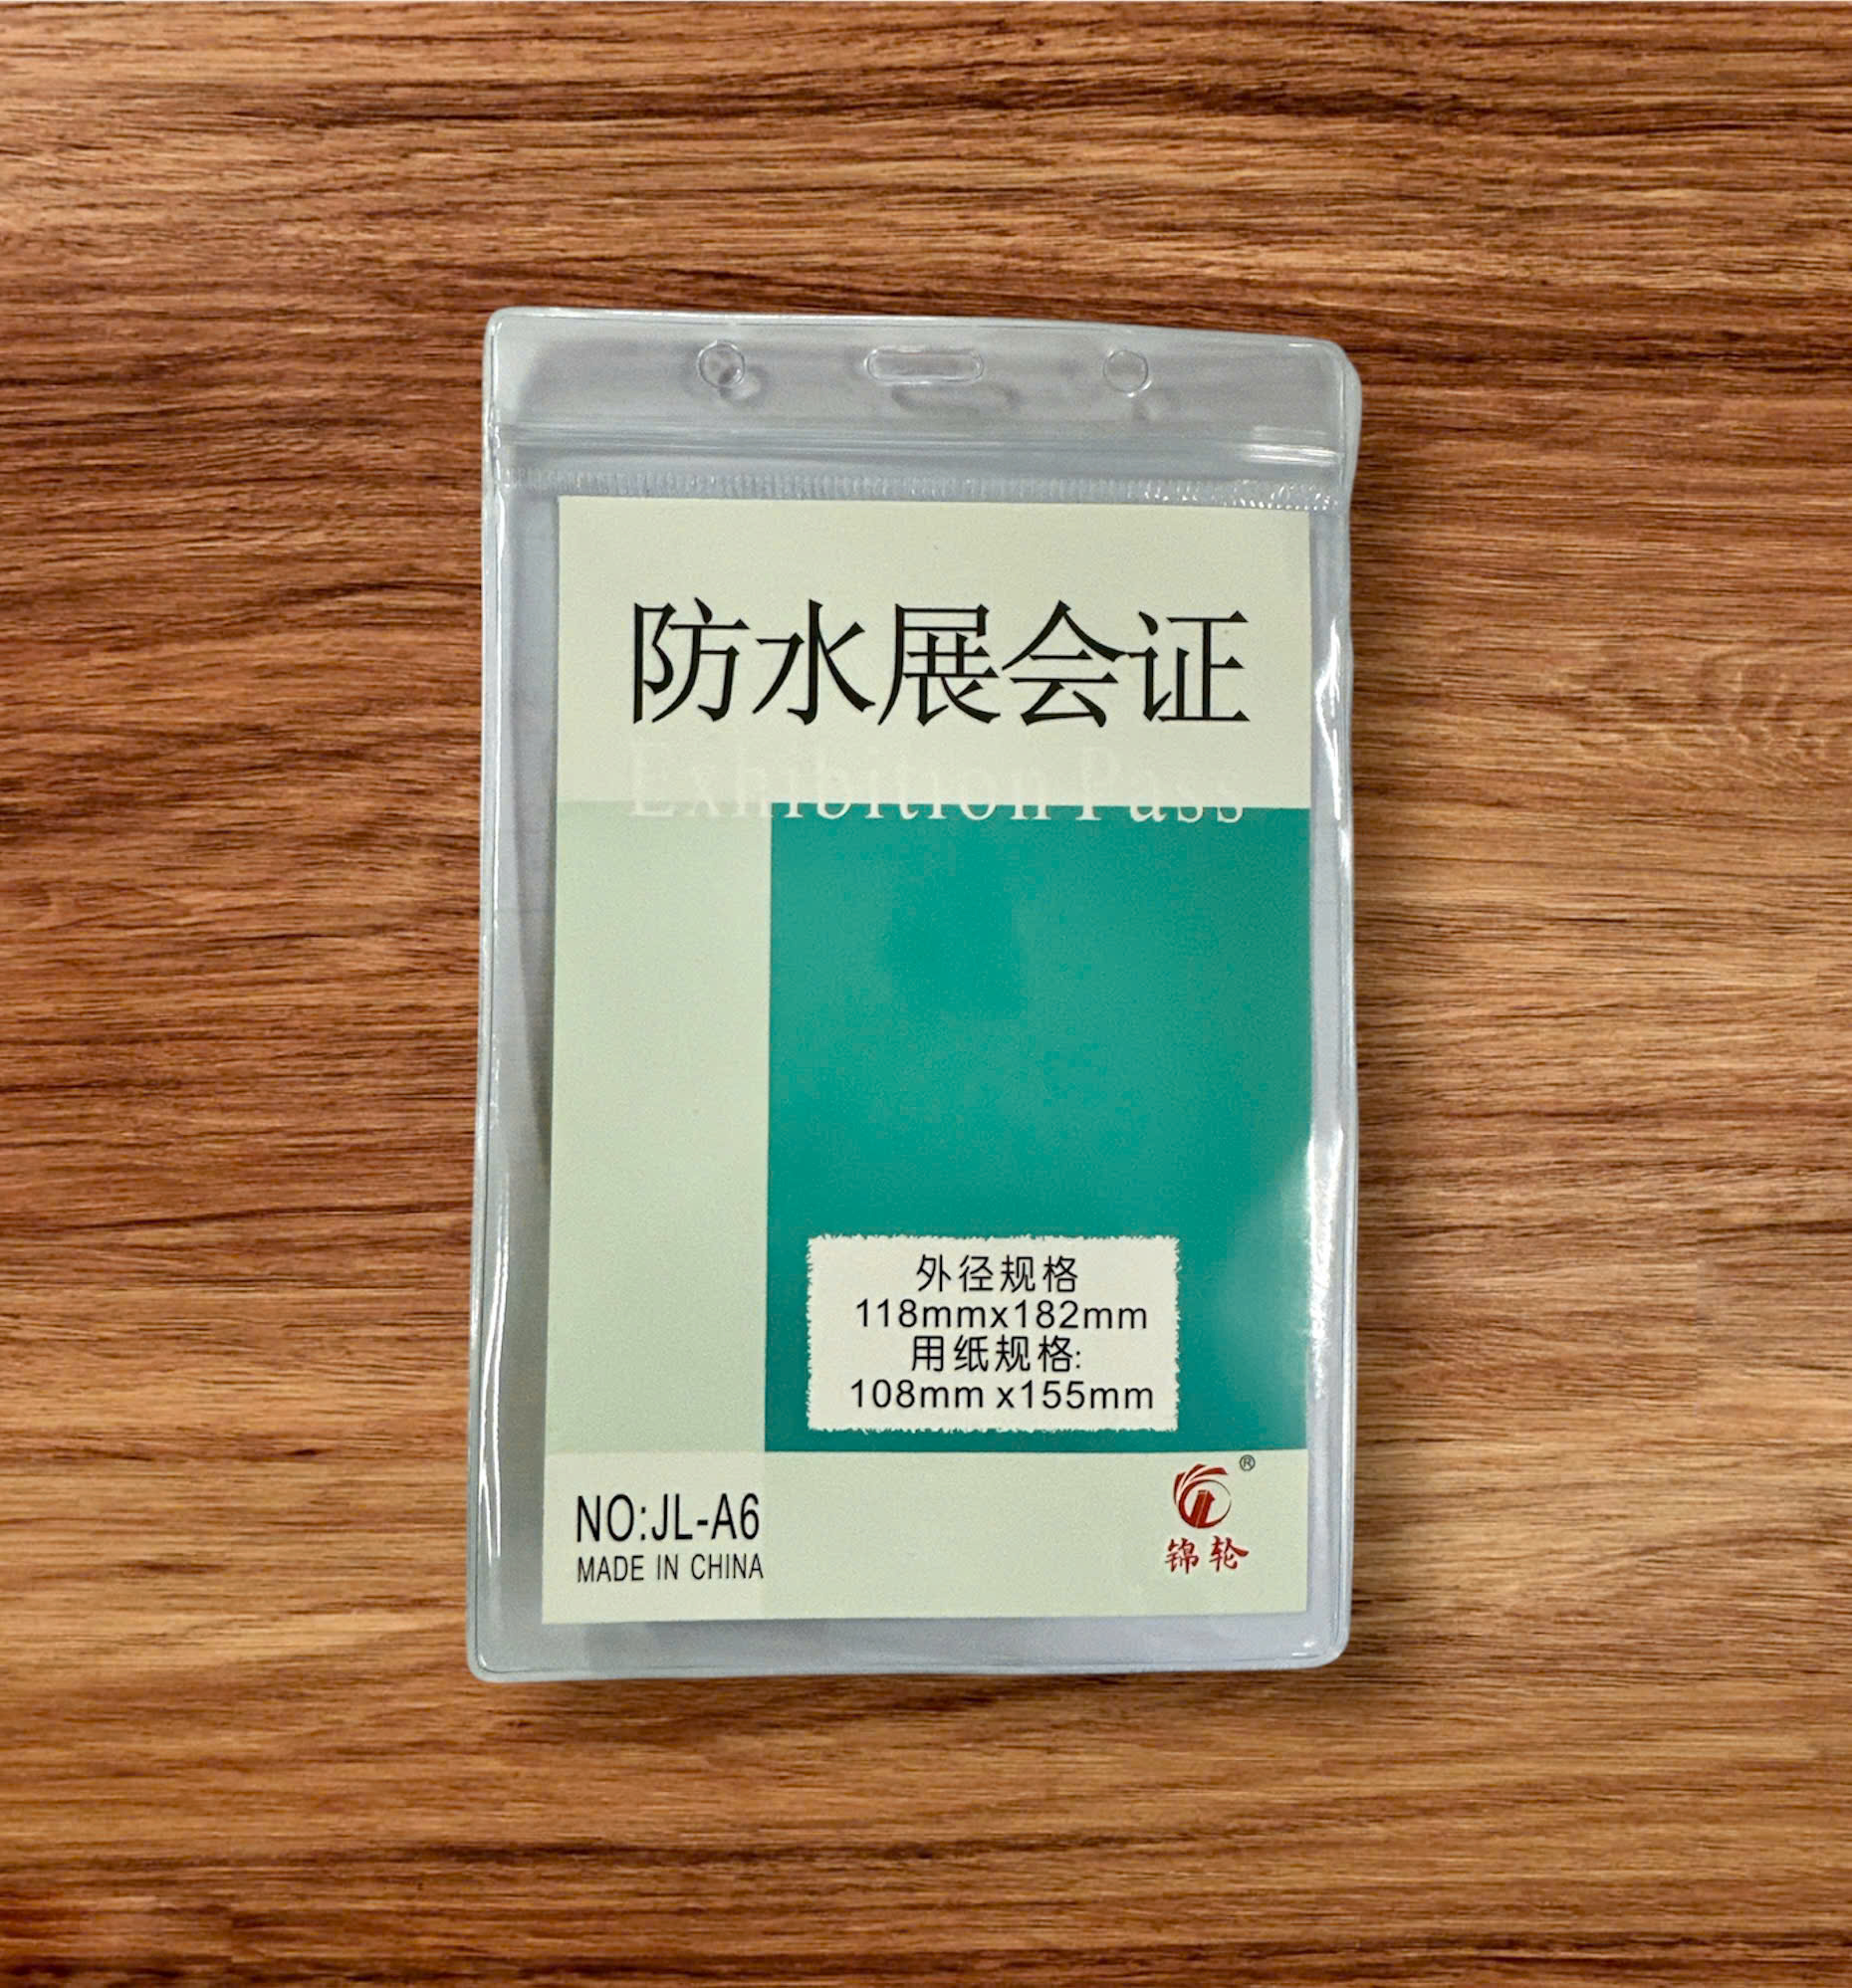 防水展会证
Exhibition Pass
外径规格
118mmx182mm
用纸规格:
108mm x155mm
NO:JL-A6
MADE IN CHINA
®
锦轮